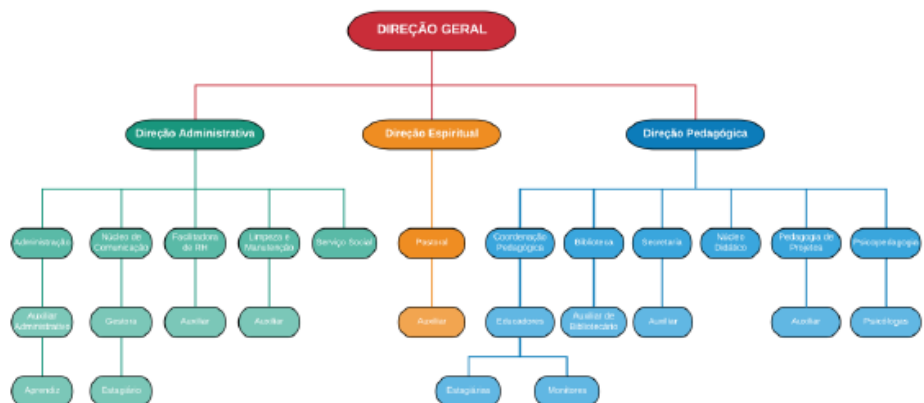 DIREÇÃO GERAL
Direção Administrativa
Direção Espiritual
Direção Pedagógica
Administração
Núcleo de
Comunicação
Facilitadora
de RH
Limpeza e
Manutenção
Serviço Social
Pastoral
Coordenação
Pedagógica
Biblioteca
Secretaria
Núcleo
Didático
Pedagogia de
Projetos
Psicopedagogia
Auxiliar
Administrativo
Gestora
Auxiliar
Auxiliar
Auxiliar
Educadores
Auxiliar de
Bibliotecário
Auxiliar
Auxiliar
Psicólogas
Aprendiz
Estagiário
Estagiárias
Monitores